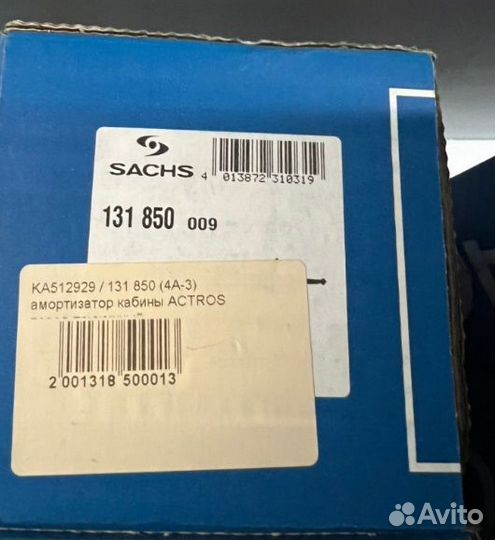 SACHS
4 013872 310319
131 850 009
KA512929 / 131 850 (4A-3)
амортизатор кабины ACTROS
2 001318 500013
Avito